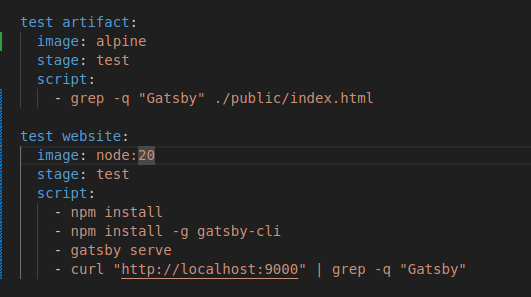 test artifact:
  image: alpine
  stage: test
  script:
    - grep -q "Gatsby" ./public/index.html

test website:
  image: node:20
  stage: test
  script:
    - npm install
    - npm install -g gatsby-cli
    - gatsby serve
    - curl "http://localhost:9000" | grep -q "Gatsby"